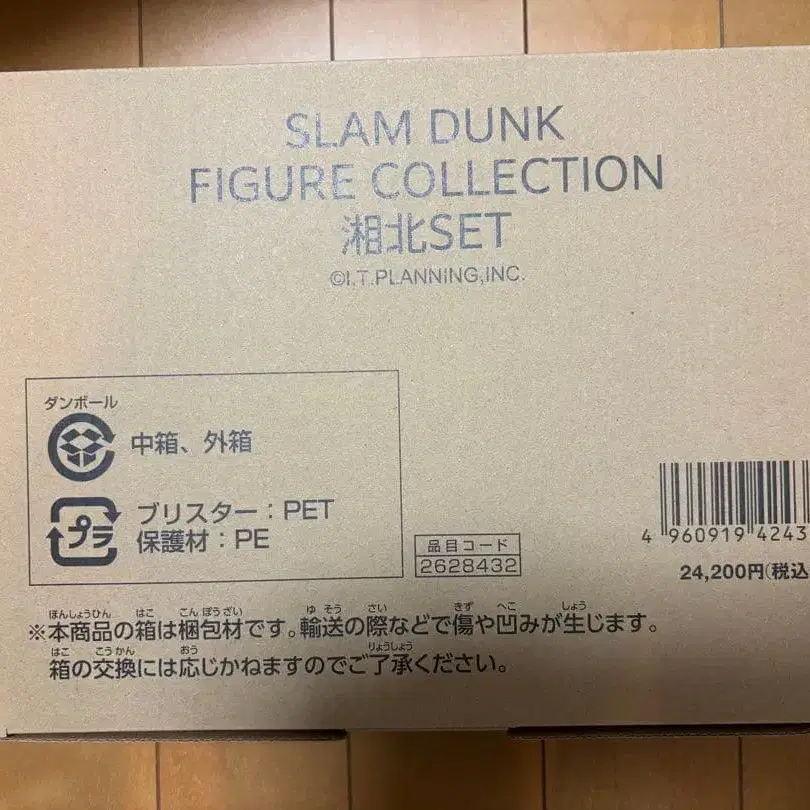 SLAM DUNK
FIGURE COLLECTION
湘北SET
©I.T.PLANNING,INC.
ダンボール
中箱、外箱
プラ
ブリスター：PET
保護材：PE
品目コード
2628432
4 960919 4243
24,200円(税込
ほんしょうひん はこ こんぽうざい ゆそう さい きず へこ しょう
※本商品の箱は梱包材です。輸送の際などで傷や凹みが生じます。
はこ こうかん おう りょうしょう
箱の交換には応じかねますのでご了承ください。